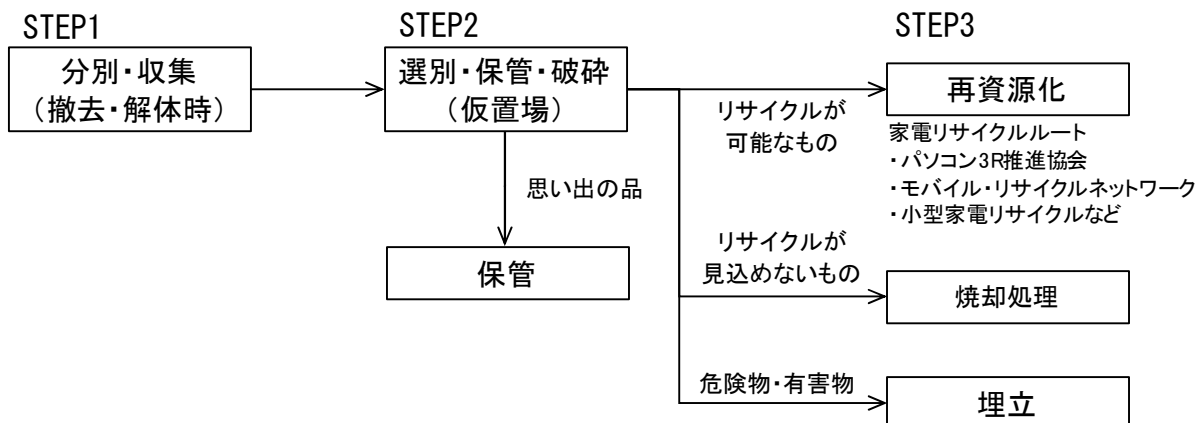 STEP1
分別・収集
（撤去・解体時）
STEP2
選別・保管・破砕
（仮置場）
思い出の品
保管
STEP3
リサイクルが
可能なもの
再資源化
家電リサイクルルート
・パソコン3R推進協会
・モバイル・リサイクルネットワーク
・小型家電リサイクルなど
リサイクルが
見込めないもの
焼却処理
危険物・有害物
埋立